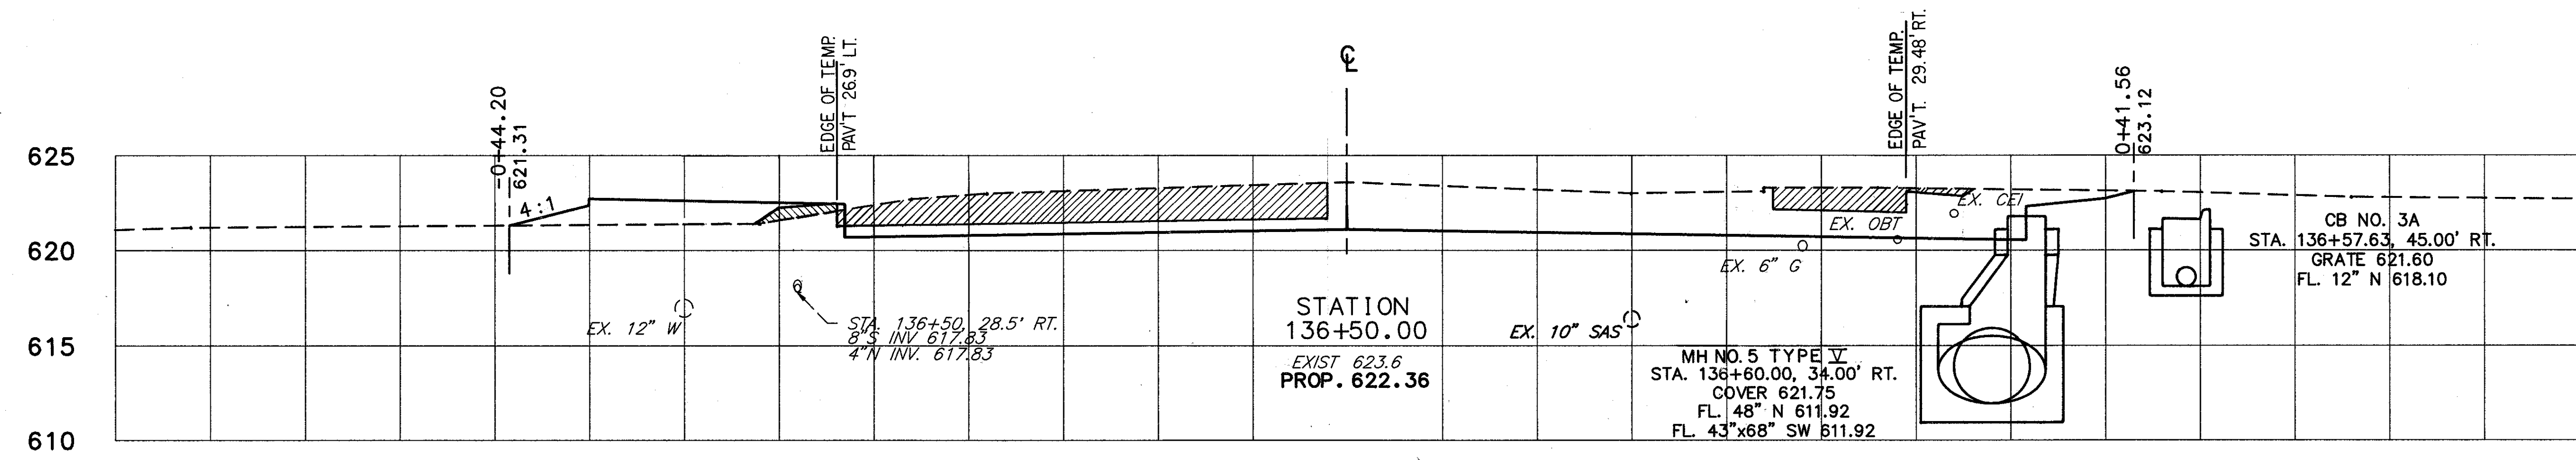 ℄
EDGE OF TEMP.
PAV'T 26.9' LT.
EDGE OF TEMP.
PAV'T. 29.48' RT.
-0+44.20
621.31
0+41.56
623.12
625
4:1
EX. CEI
EX. OBT
CB NO. 3A
STA. 136+57.63, 45.00' RT.
GRATE 621.60
FL. 12" N 618.10
620
EX. 6" G
EX. 12" W
STA. 136+50, 28.5' RT.
8"S INV 617.83
4"N INV. 617.83
STATION
136+50.00
EX. 10" SAS
615
EXIST 623.6
PROP. 622.36
MH NO. 5 TYPE V
STA. 136+60.00, 34.00' RT.
COVER 621.75
FL. 48" N 611.92
FL. 43"x68" SW 611.92
610